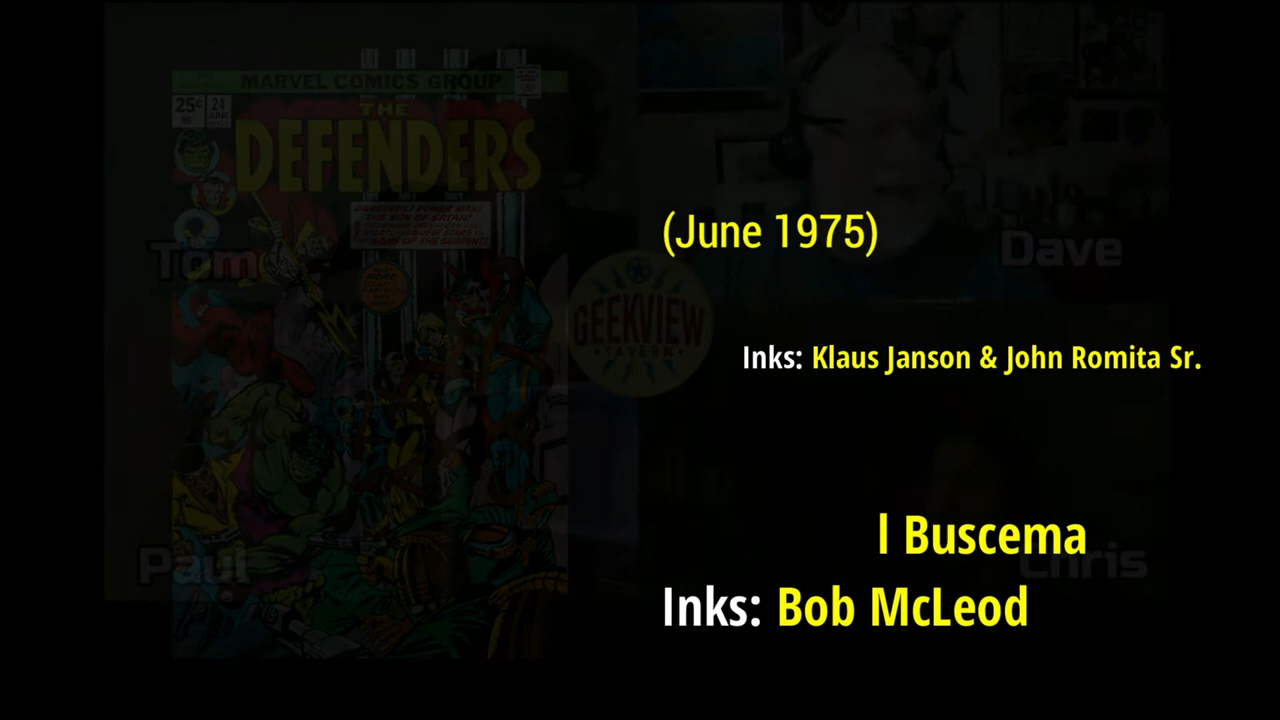 MARVEL COMICS GROUP
25¢
24
JUNE
THE
DEFENDERS
(June 1975)
Tom
Dave
GEEKVIEW
TAVERN
Inks: Klaus Janson & John Romita Sr.
l Buscema
Paul
Chris
Inks: Bob McLeod